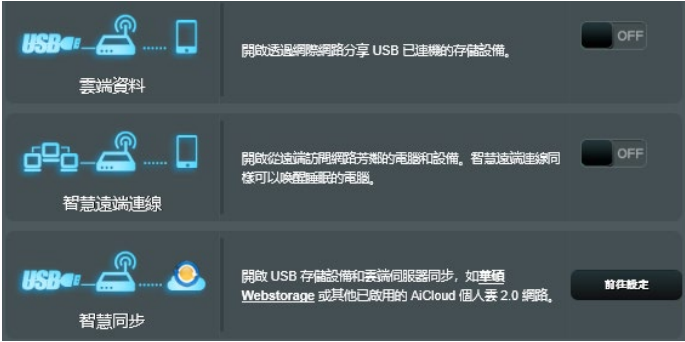 USB
開啟透過網際網路分享 USB 已連機的存儲設備。
OFF
雲端資料
開啟從遠端訪問網路芳鄰的電腦和設備。智慧遠端連線同
樣可以喚醒睡眠的電腦。
OFF
智慧遠端連線
USB
開啟 USB 存儲設備和雲端伺服器同步，如華碩
Webstorage 或其他已啟用的 AiCloud 個人雲 2.0 網路。
前往設定
智慧同步